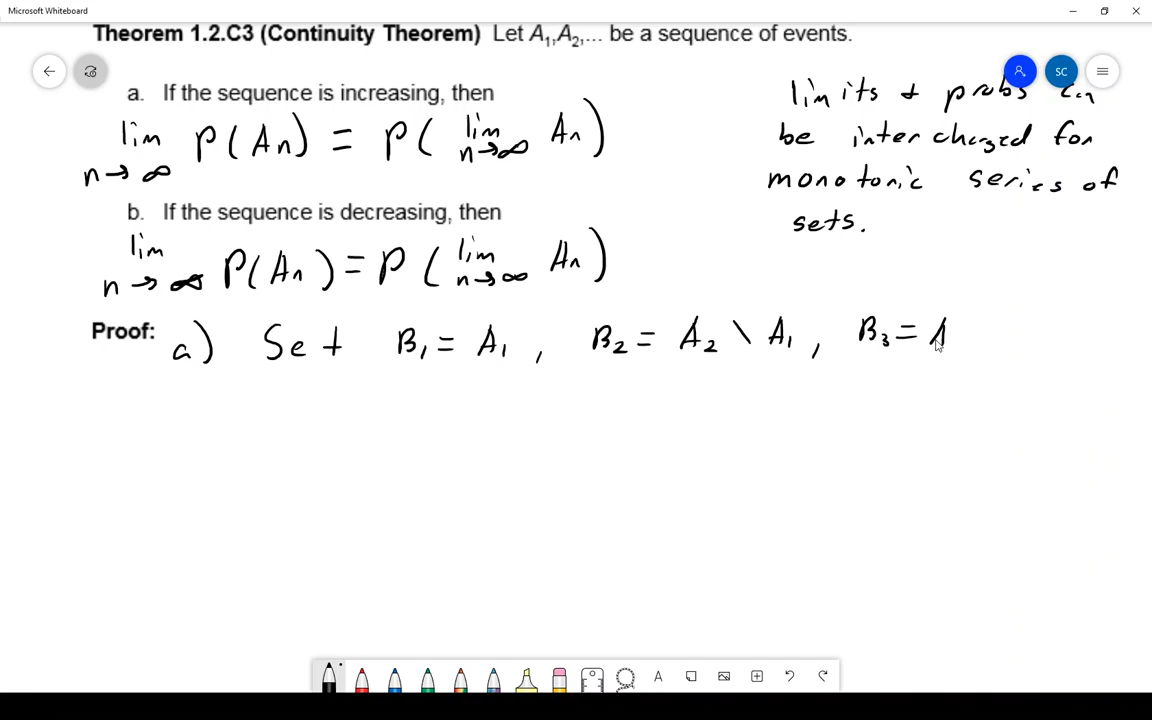 Microsoft Whiteboard
Theorem 1.2.C3 (Continuity Theorem) Let A₁,A₂,... be a sequence of events.
SC
a. If the sequence is increasing, then
lim n→∞ P(An) = P( lim n→∞ An)
b. If the sequence is decreasing, then
lim n→∞ P(An) = P( lim n→∞ An)
limits + probs can
be interchanged for
monotonic series of
sets.
Proof: a) Set B₁ = A₁ , B₂ = A₂ \ A₁ , B₃ = A
A